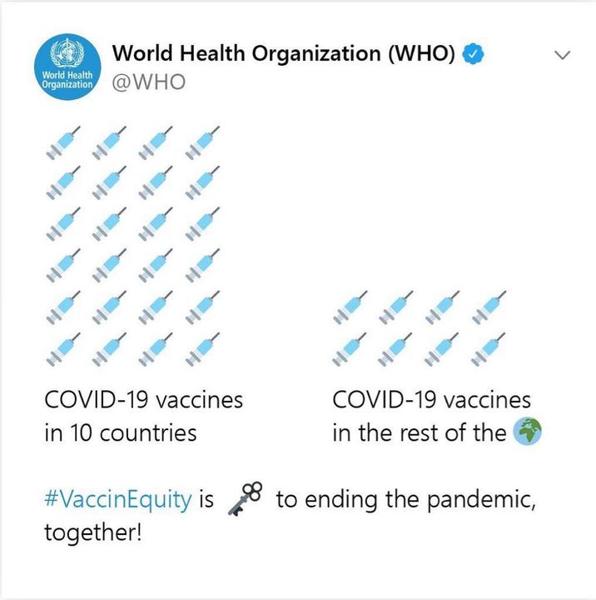 World Health Organization (WHO)
World Health
Organization
@WHO
COVID-19 vaccines
in 10 countries
COVID-19 vaccines
in the rest of the
#VaccinEquity is to ending the pandemic,
together!